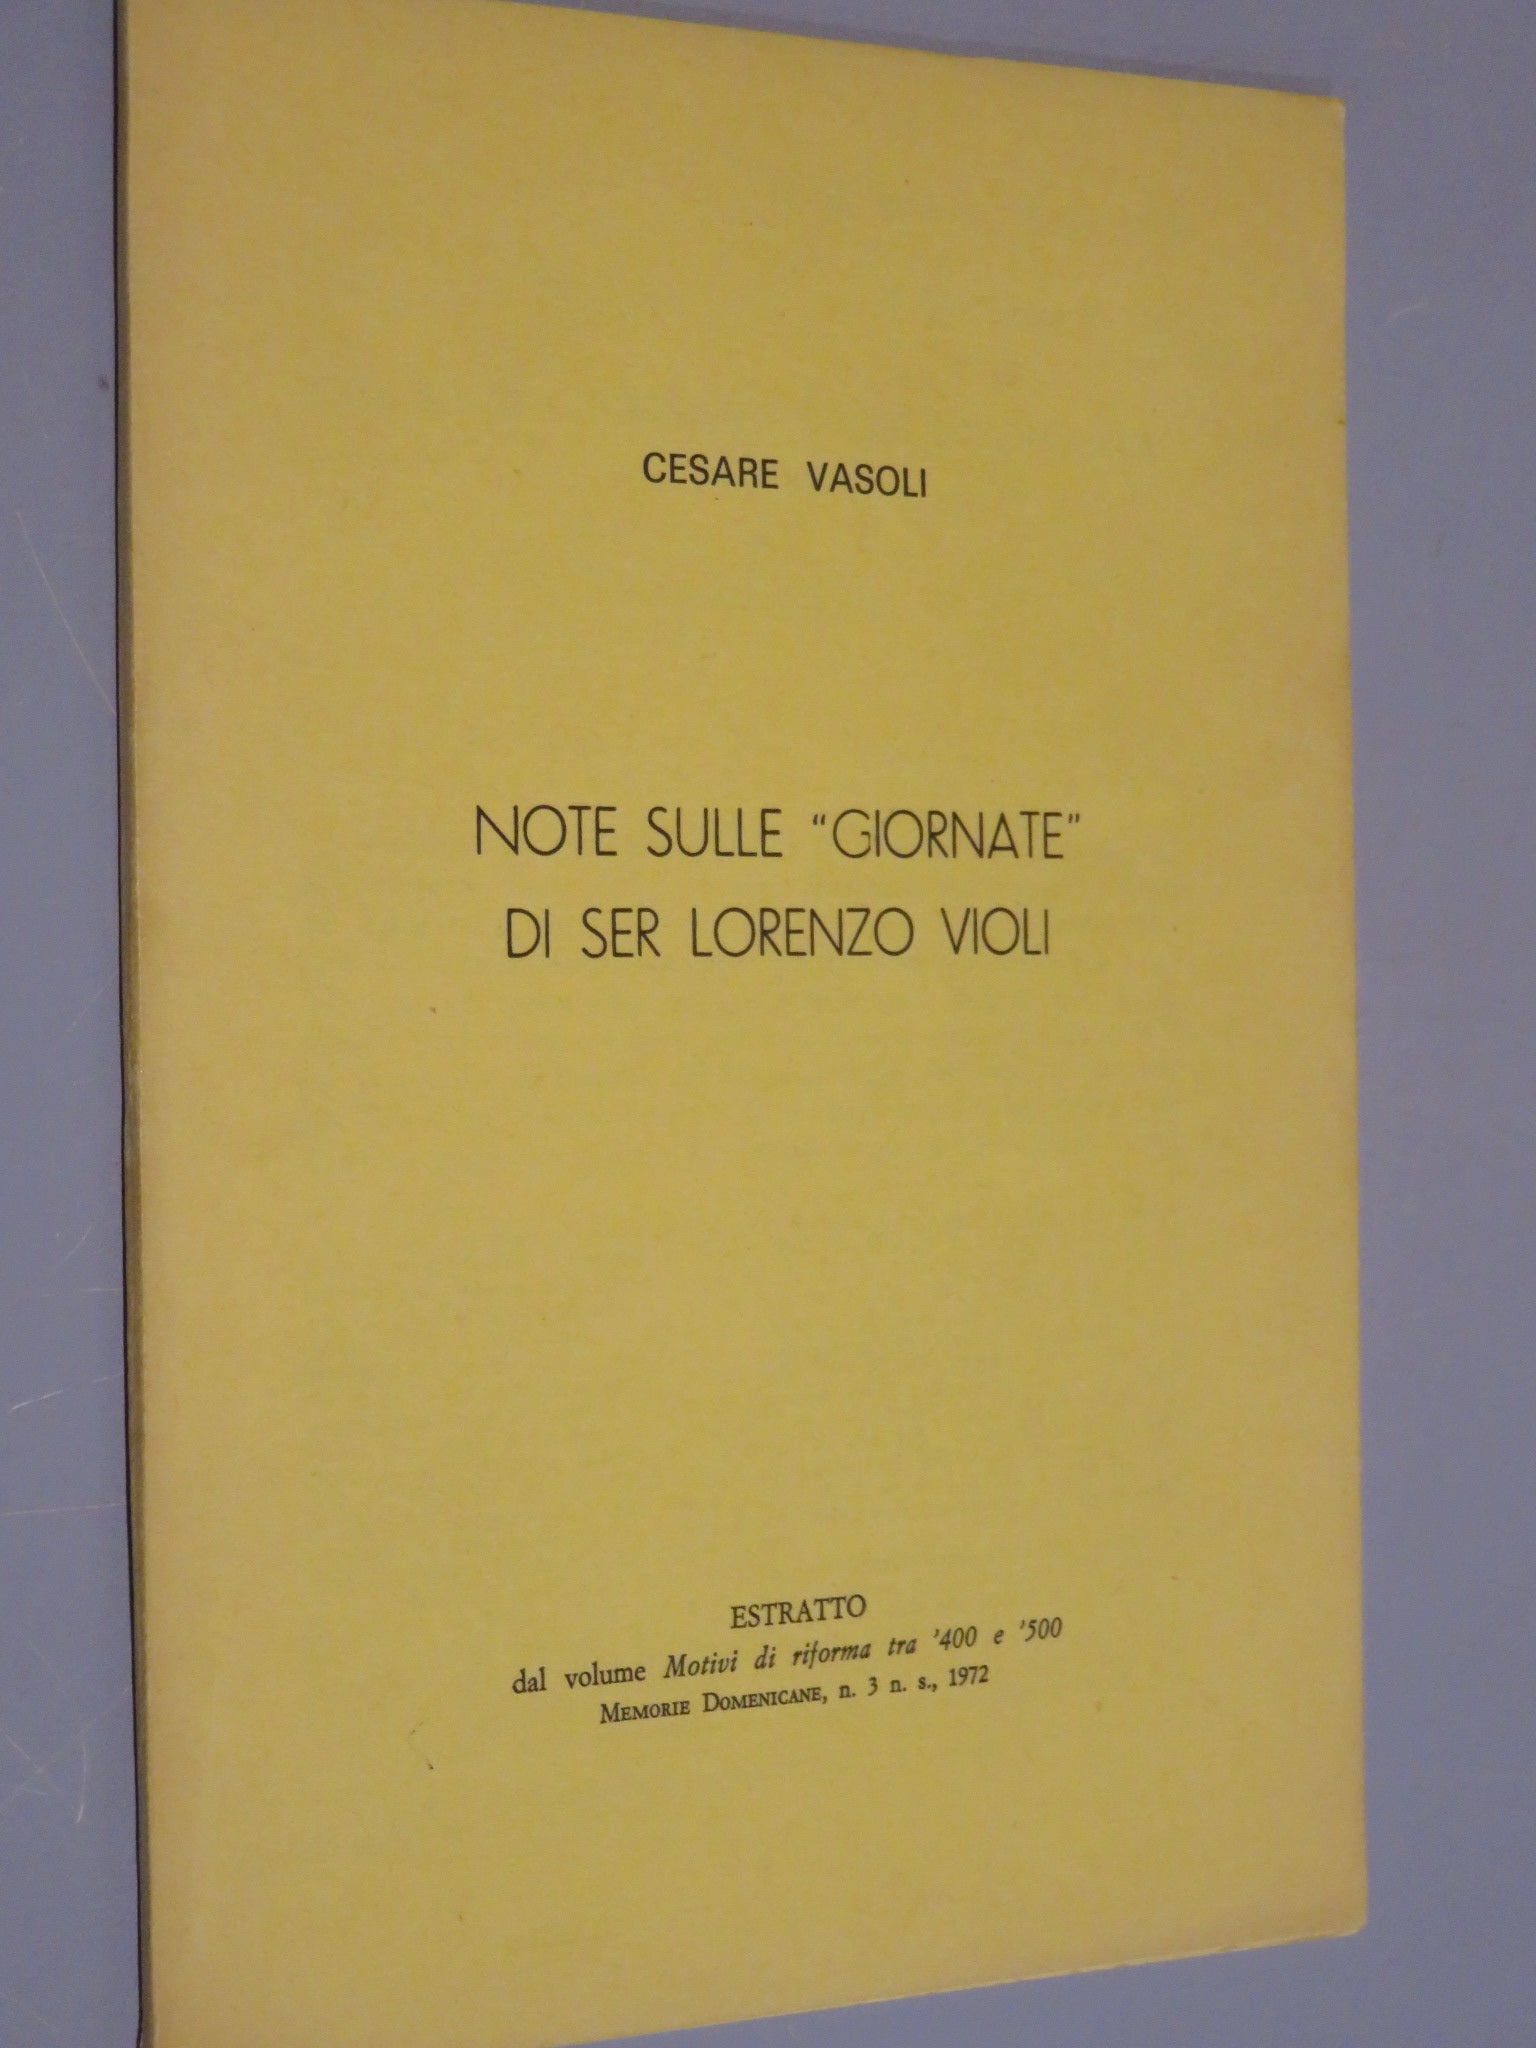 CESARE VASOLI
NOTE SULLE “GIORNATE”
DI SER LORENZO VIOLI
ESTRATTO
dal volume Motivi di riforma tra ’400 e ’500
MEMORIE DOMENICANE, n. 3 n. s., 1972